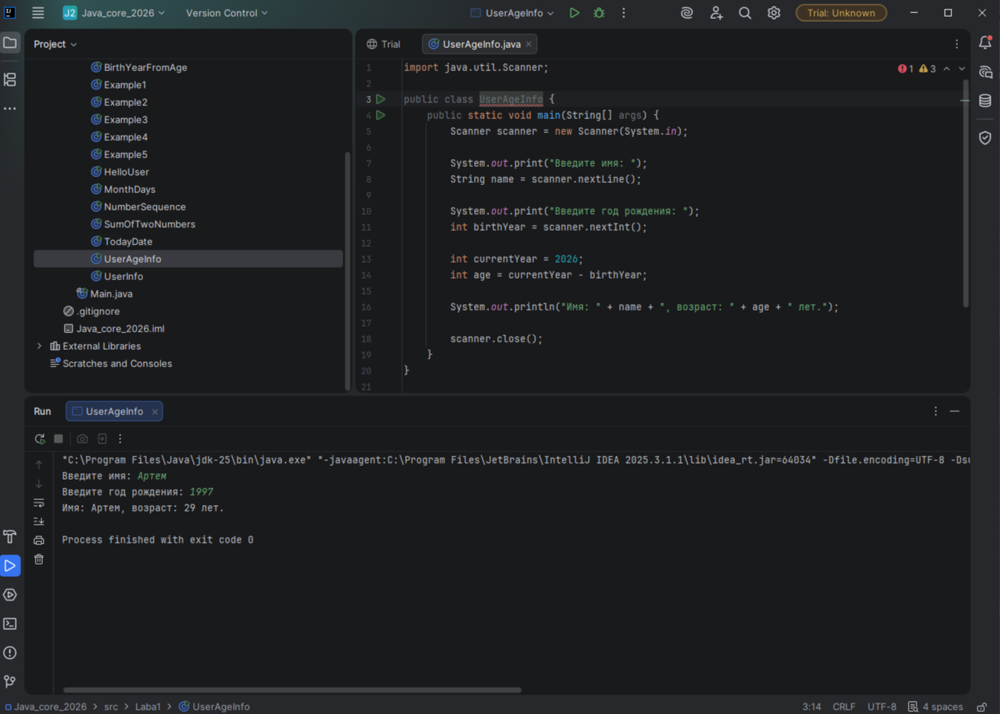 J2 Java_core_2026 Version Control UserAgeInfo Trial: Unknown
Project
BirthYearFromAge
Example1
Example2
Example3
Example4
Example5
HelloUser
MonthDays
NumberSequence
SumOfTwoNumbers
TodayDate
UserAgeInfo
UserInfo
Main.java
.gitignore
Java_core_2026.iml
External Libraries
Scratches and Consoles
Trial UserAgeInfo.java
1 3
1 import java.util.Scanner;
2
3 public class UserAgeInfo {
4 public static void main(String[] args) {
5 Scanner scanner = new Scanner(System.in);
6
7 System.out.print("Введите имя: ");
8 String name = scanner.nextLine();
9
10 System.out.print("Введите год рождения: ");
11 int birthYear = scanner.nextInt();
12
13 int currentYear = 2026;
14 int age = currentYear - birthYear;
15
16 System.out.println("Имя: " + name + ", возраст: " + age + " лет.");
17
18 scanner.close();
19 }
20 }
21
Run UserAgeInfo
"C:\Program Files\Java\jdk-25\bin\java.exe" "-javaagent:C:\Program Files\JetBrains\IntelliJ IDEA 2025.3.1.1\lib\idea_rt.jar=64034" -Dfile.encoding=UTF-8 -Dsu
Введите имя: Артем
Введите год рождения: 1997
Имя: Артем, возраст: 29 лет.
Process finished with exit code 0
Java_core_2026 > src > Laba1 > UserAgeInfo 3:14 CRLF UTF-8 4 spaces